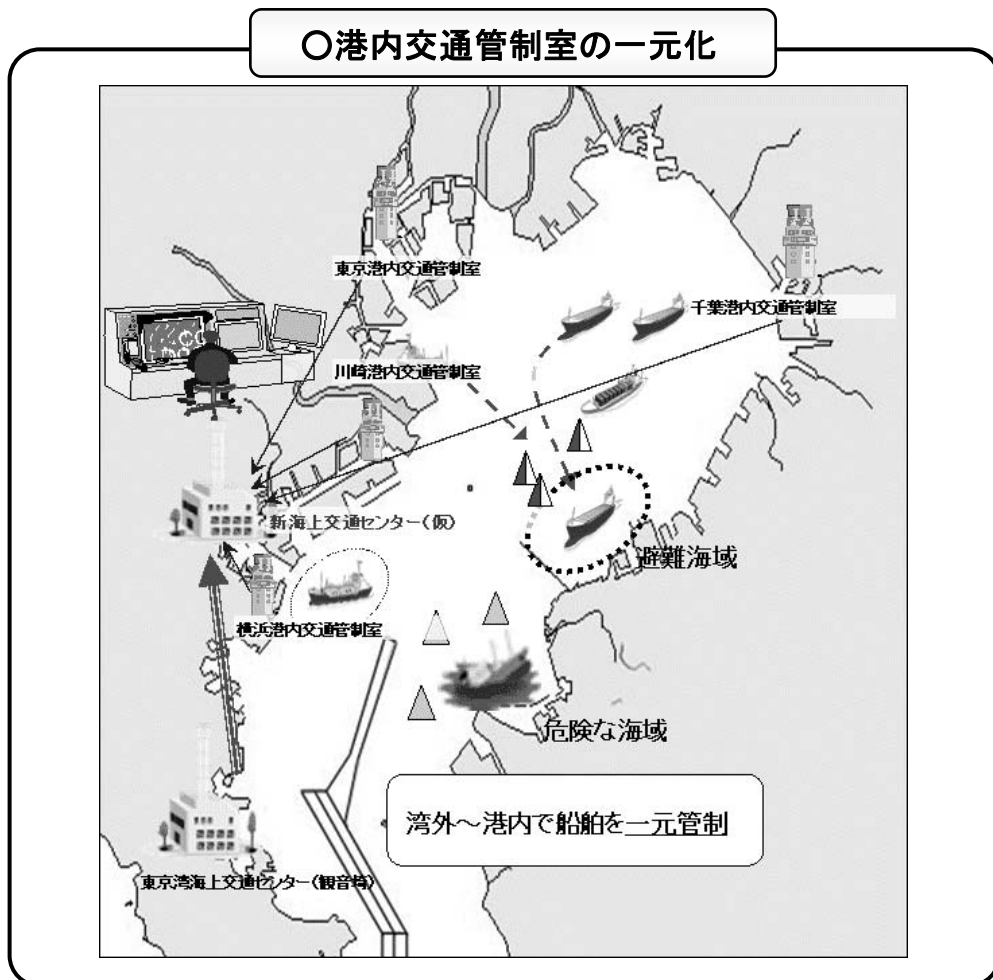 〇港内交通管制室の一元化
東京港内交通管制室
千葉港内交通管制室
川崎港内交通管制室
新海上交通センター(仮)
避難海域
横浜港内交通管制室
危険な海域
湾外～港内で船舶を一元管制
東京湾海上交通センター(観音埼)